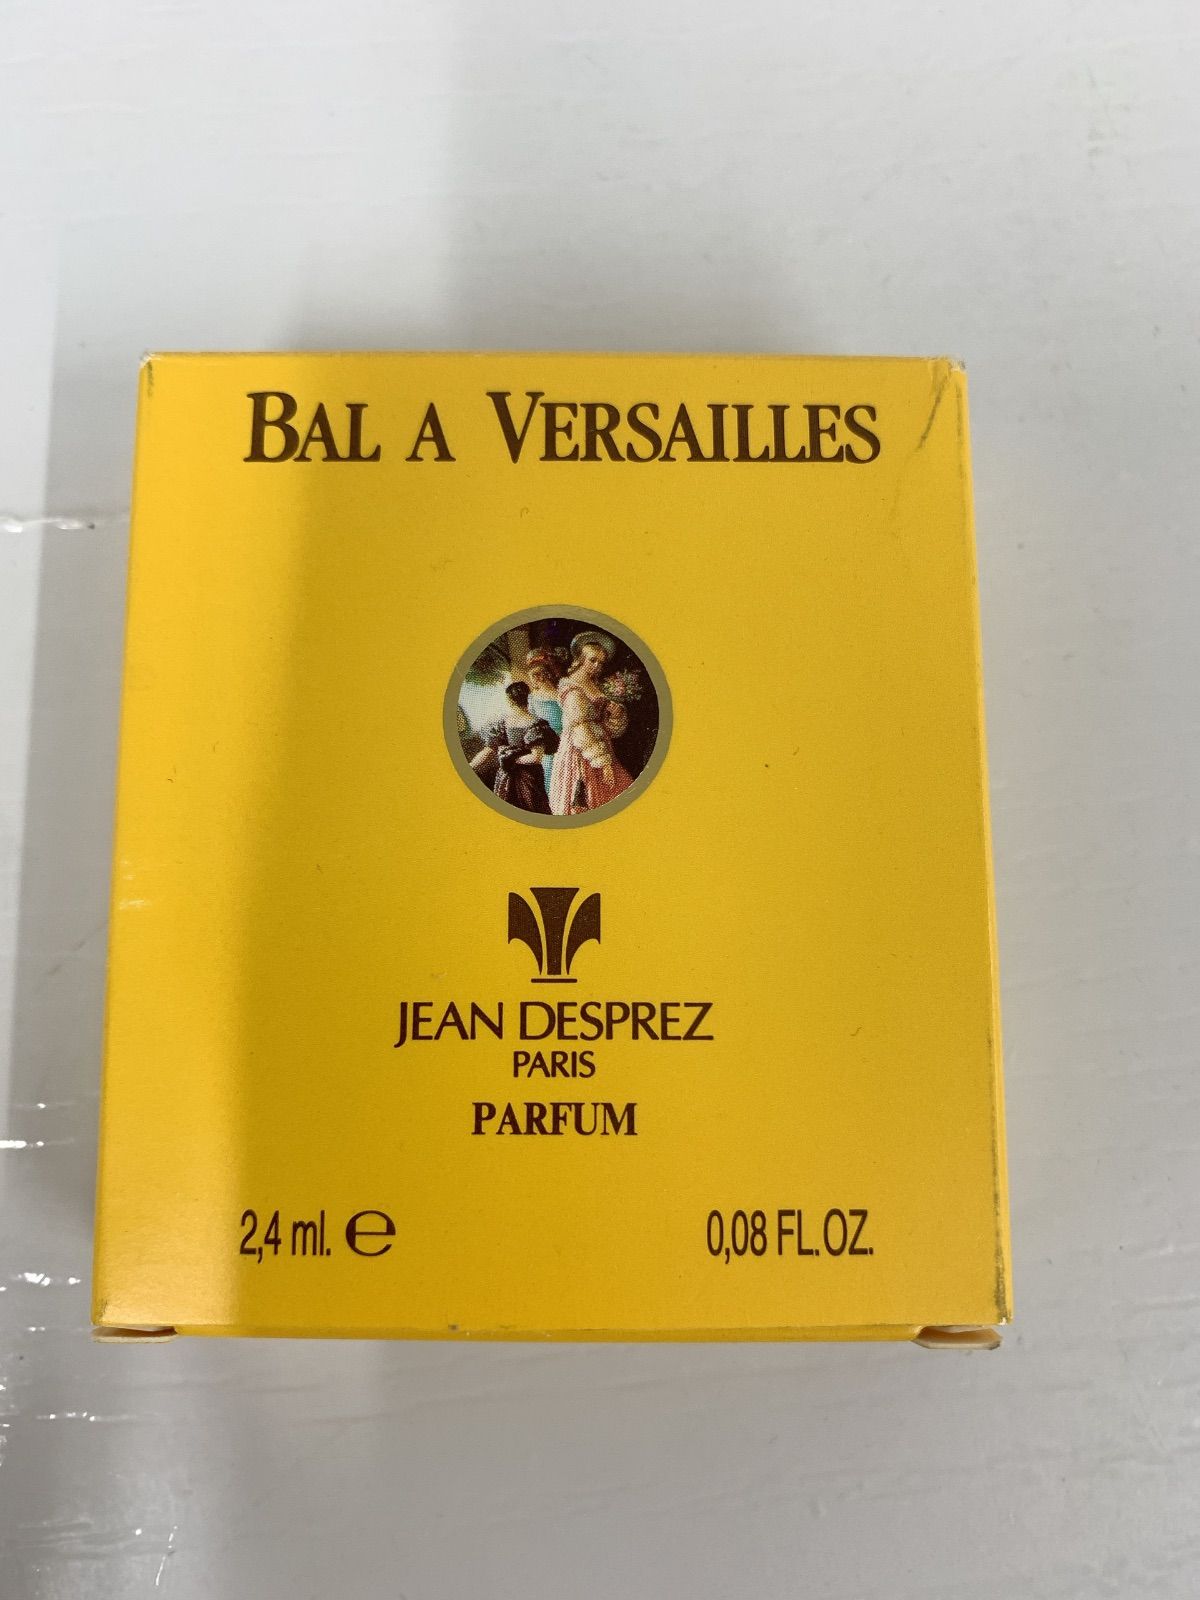 BAL A VERSAILLES
JEAN DESPREZ
PARIS
PARFUM
2,4 ml. ℮
0,08 FL.OZ.